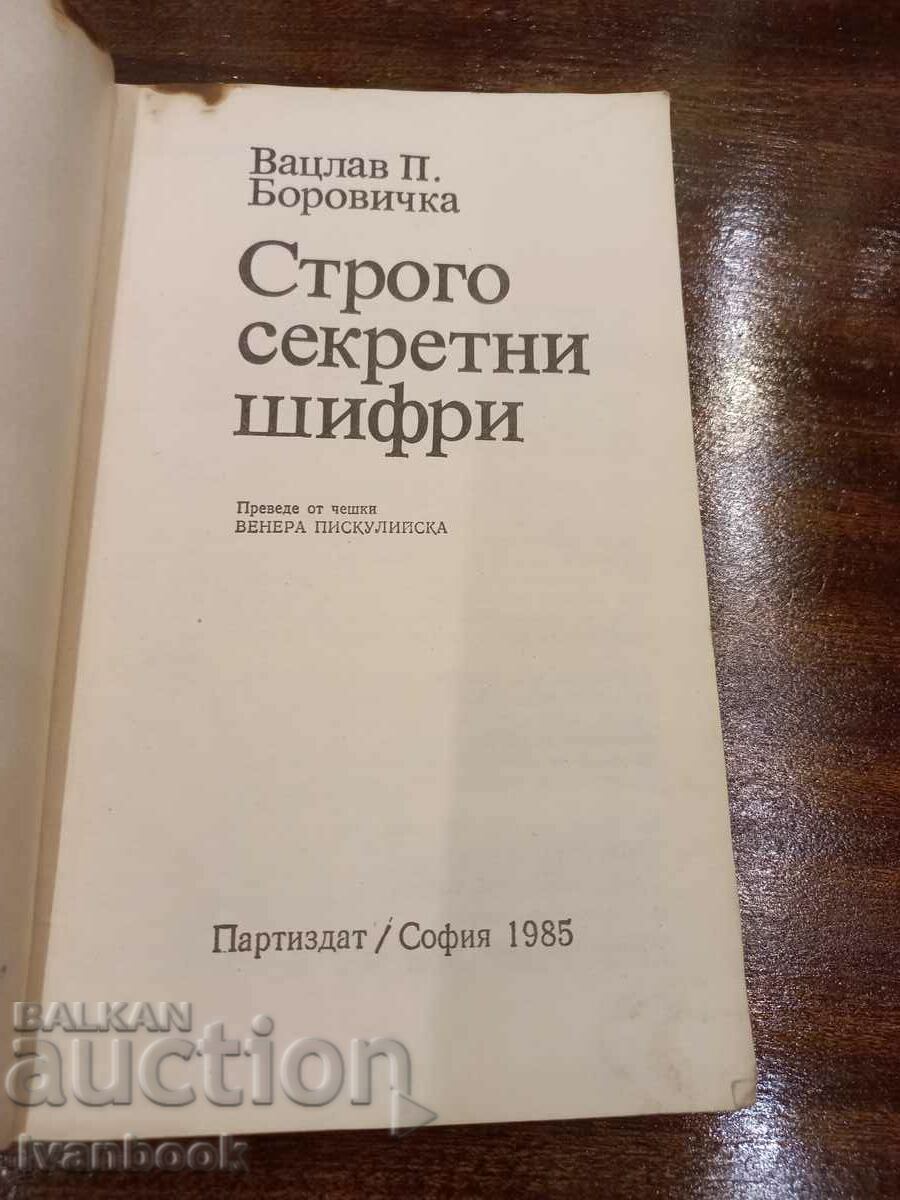 Вацлав П.
Боровичка
Строго
секретни
шифри
Преведе от чешки
ВЕНЕРА ПИСКУЛИЙСКА
Партиздат / София 1985
BALKAN
auction
ivanbook